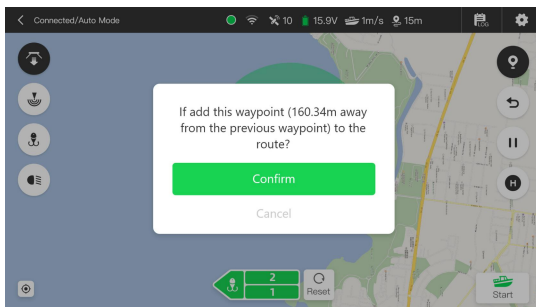 Connected/Auto Mode
10
15.9V
1m/s
15m
LOG
If add this waypoint (160.34m away
from the previous waypoint) to the
route?
Confirm
Cancel
H
2
1
Reset
Start